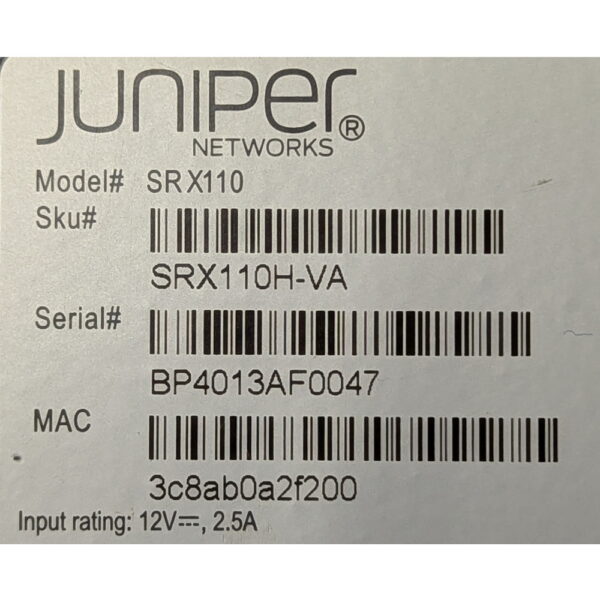 JUNIPer®
NETWORKS
Model# SRX110
Sku#
SRX110H-VA
Serial#
BP4013AF0047
MAC
3c8ab0a2f200
Input rating: 12V⎓, 2.5A